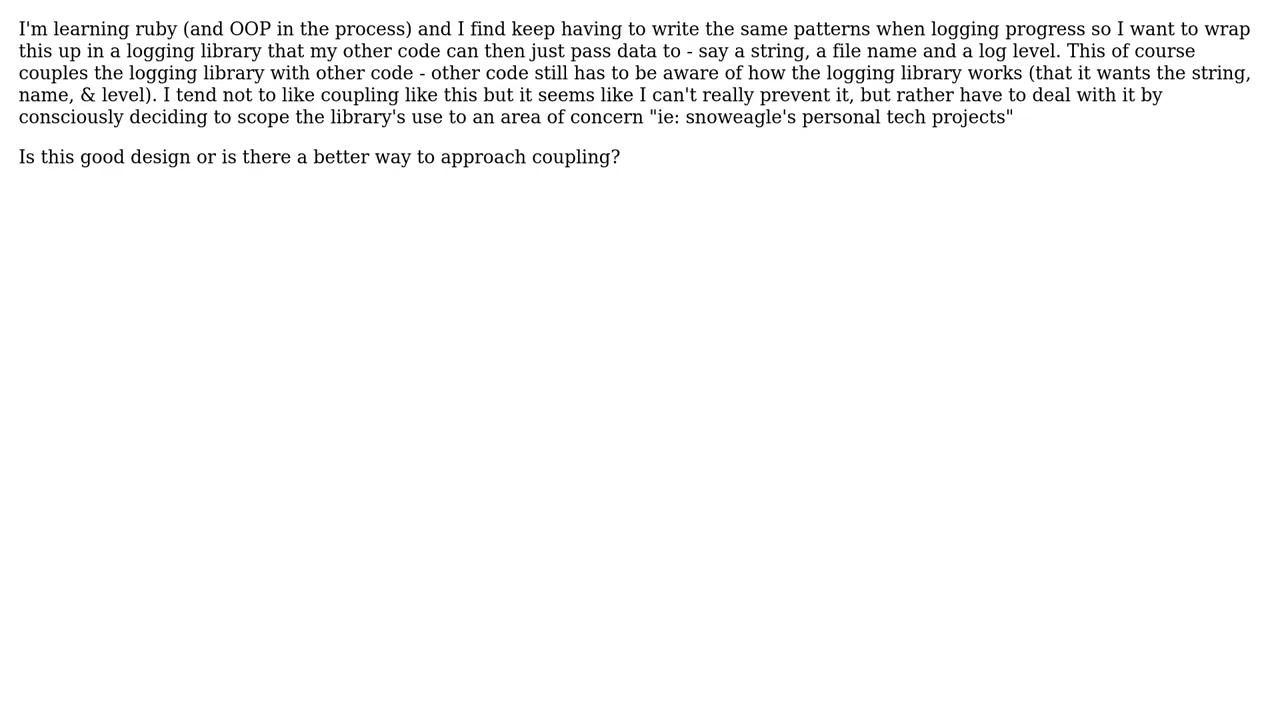 I'm learning ruby (and OOP in the process) and I find keep having to write the same patterns when logging progress so I want to wrap
this up in a logging library that my other code can then just pass data to - say a string, a file name and a log level. This of course
couples the logging library with other code - other code still has to be aware of how the logging library works (that it wants the string,
name, & level). I tend not to like coupling like this but it seems like I can't really prevent it, but rather have to deal with it by
consciously deciding to scope the library's use to an area of concern "ie: snoweagle's personal tech projects"
Is this good design or is there a better way to approach coupling?